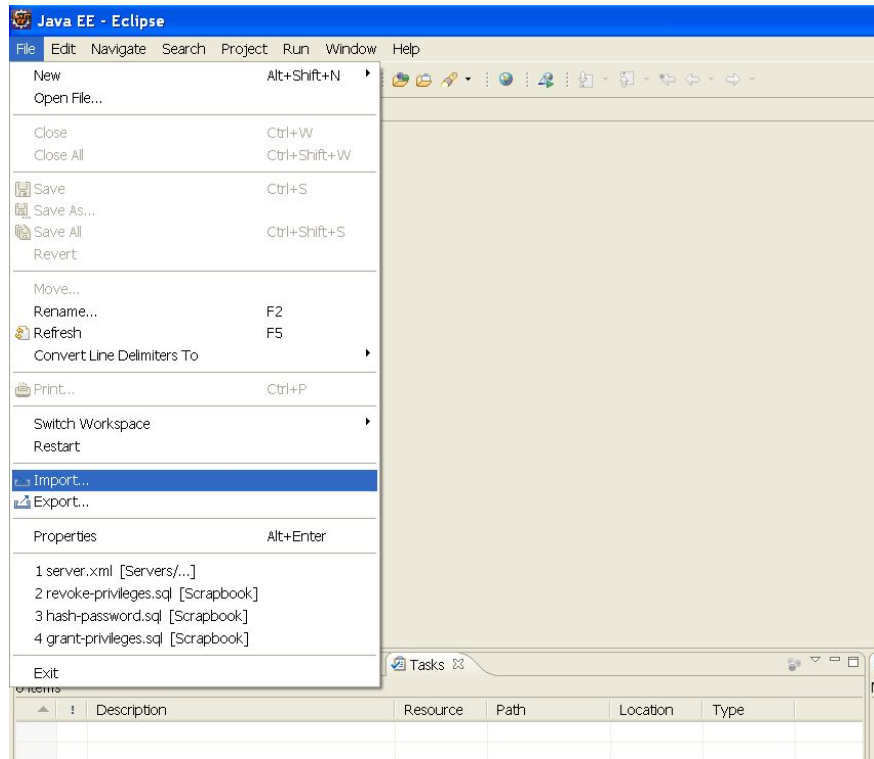 Java EE - Eclipse
File Edit Navigate Search Project Run Window Help
New Alt+Shift+N
Open File...
Close Ctrl+W
Close All Ctrl+Shift+W
Save Ctrl+S
Save As...
Save All Ctrl+Shift+S
Revert
Move...
Rename... F2
Refresh F5
Convert Line Delimiters To
Print... Ctrl+P
Switch Workspace
Restart
Import...
Export...
Properties Alt+Enter
1 server.xml [Servers/...]
2 revoke-privileges.sql [Scrapbook]
3 hash-password.sql [Scrapbook]
4 grant-privileges.sql [Scrapbook]
Exit
Tasks
0 items
! Description Resource Path Location Type